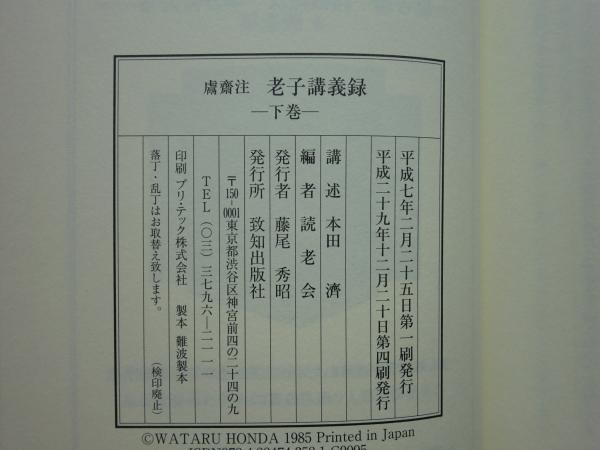 虜齋注 老子講義録
―下巻―
平成七年二月二十五日第一刷発行
平成二十九年十二月二十日第四刷発行
講述 本田 濟
編者 読老会
発行者 藤尾 秀昭
発行所 致知出版社
〒150-0001 東京都渋谷区神宮前四の二十四の九
TEL（〇三）三七九六―二一一一
印刷 プリ・テック株式会社 製本 難波製本
落丁・乱丁はお取替え致します。 （検印廃止）
©WATARU HONDA 1985 Printed in Japan